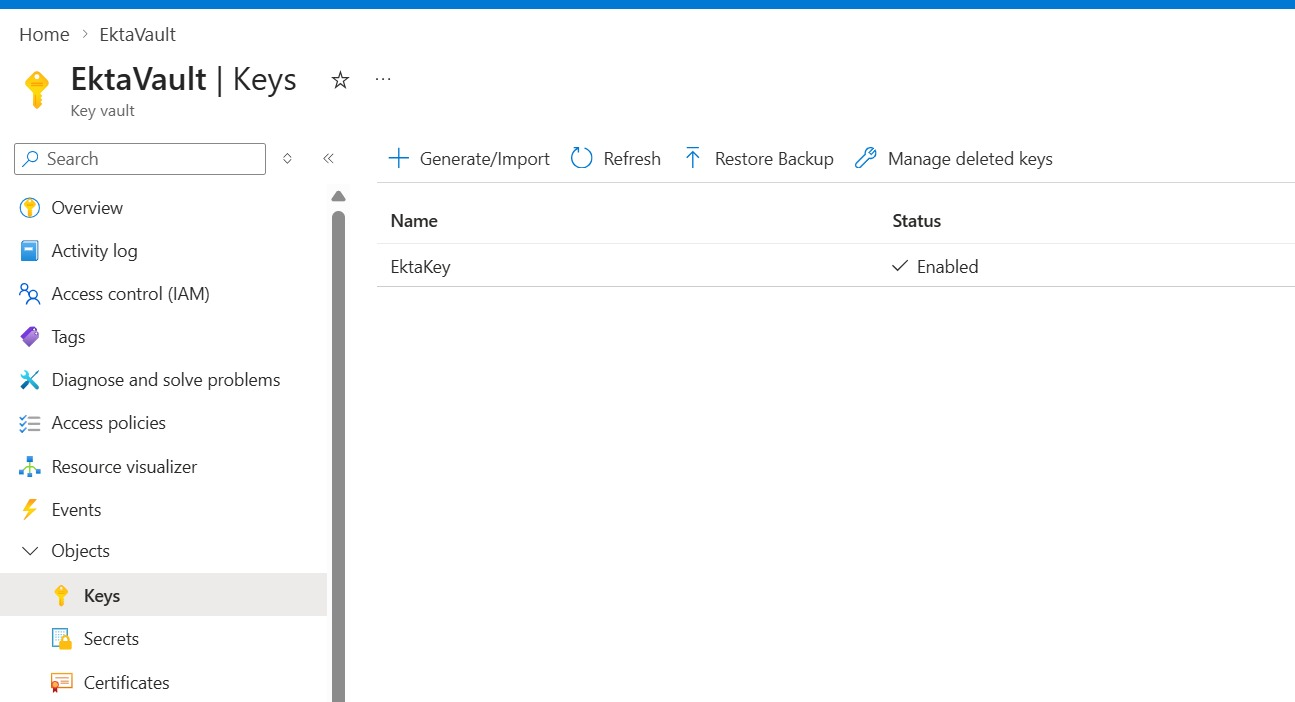 Home > EktaVault
EktaVault | Keys
Key vault
Search
Generate/Import Refresh Restore Backup Manage deleted keys
Overview
Activity log
Access control (IAM)
Tags
Diagnose and solve problems
Access policies
Resource visualizer
Events
Objects
Keys
Secrets
Certificates
Name Status
EktaKey Enabled